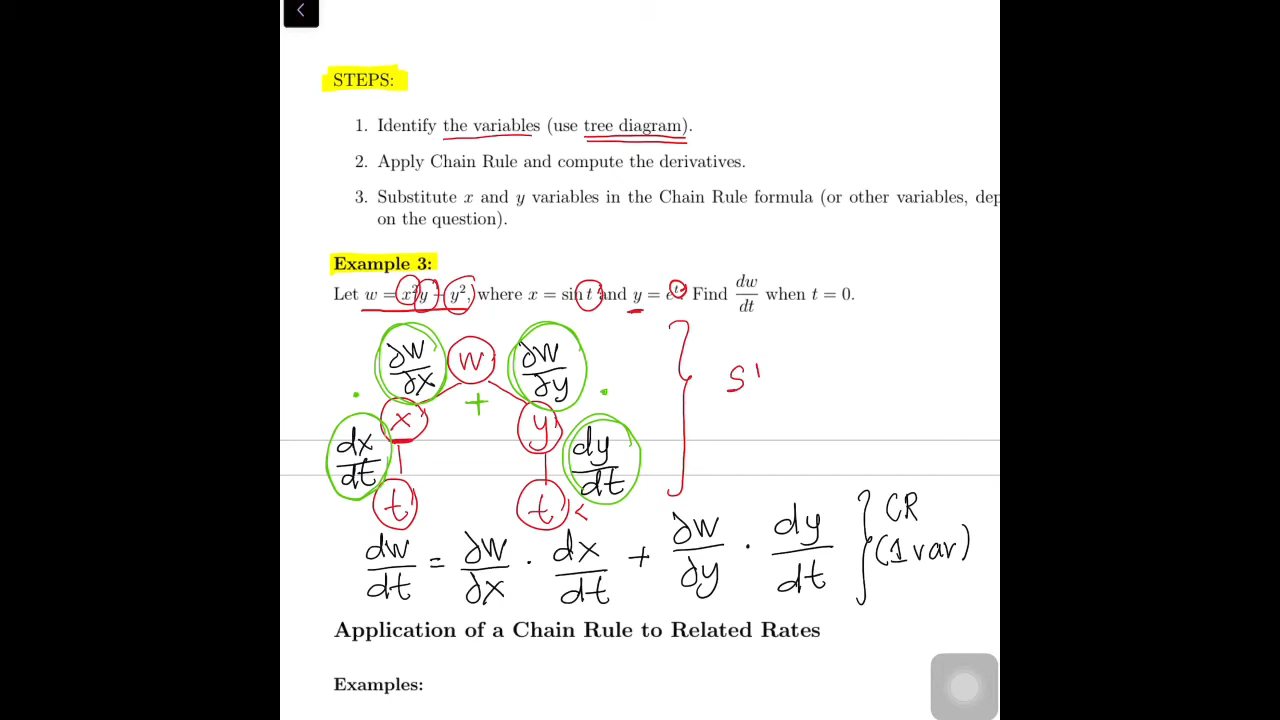 STEPS:
1. Identify the variables (use tree diagram).
2. Apply Chain Rule and compute the derivatives.
3. Substitute x and y variables in the Chain Rule formula (or other variables, dep
on the question).
Example 3:
Let w = x²y − y², where x = sin t and y = eᵗ. Find dw/dt when t = 0.
∂w/∂x w ∂w/∂y
· + ·
x y
dx/dt dy/dt
t t
dw/dt = ∂w/∂x · dx/dt + ∂w/∂y · dy/dt } CR
(1 var)
Application of a Chain Rule to Related Rates
Examples: